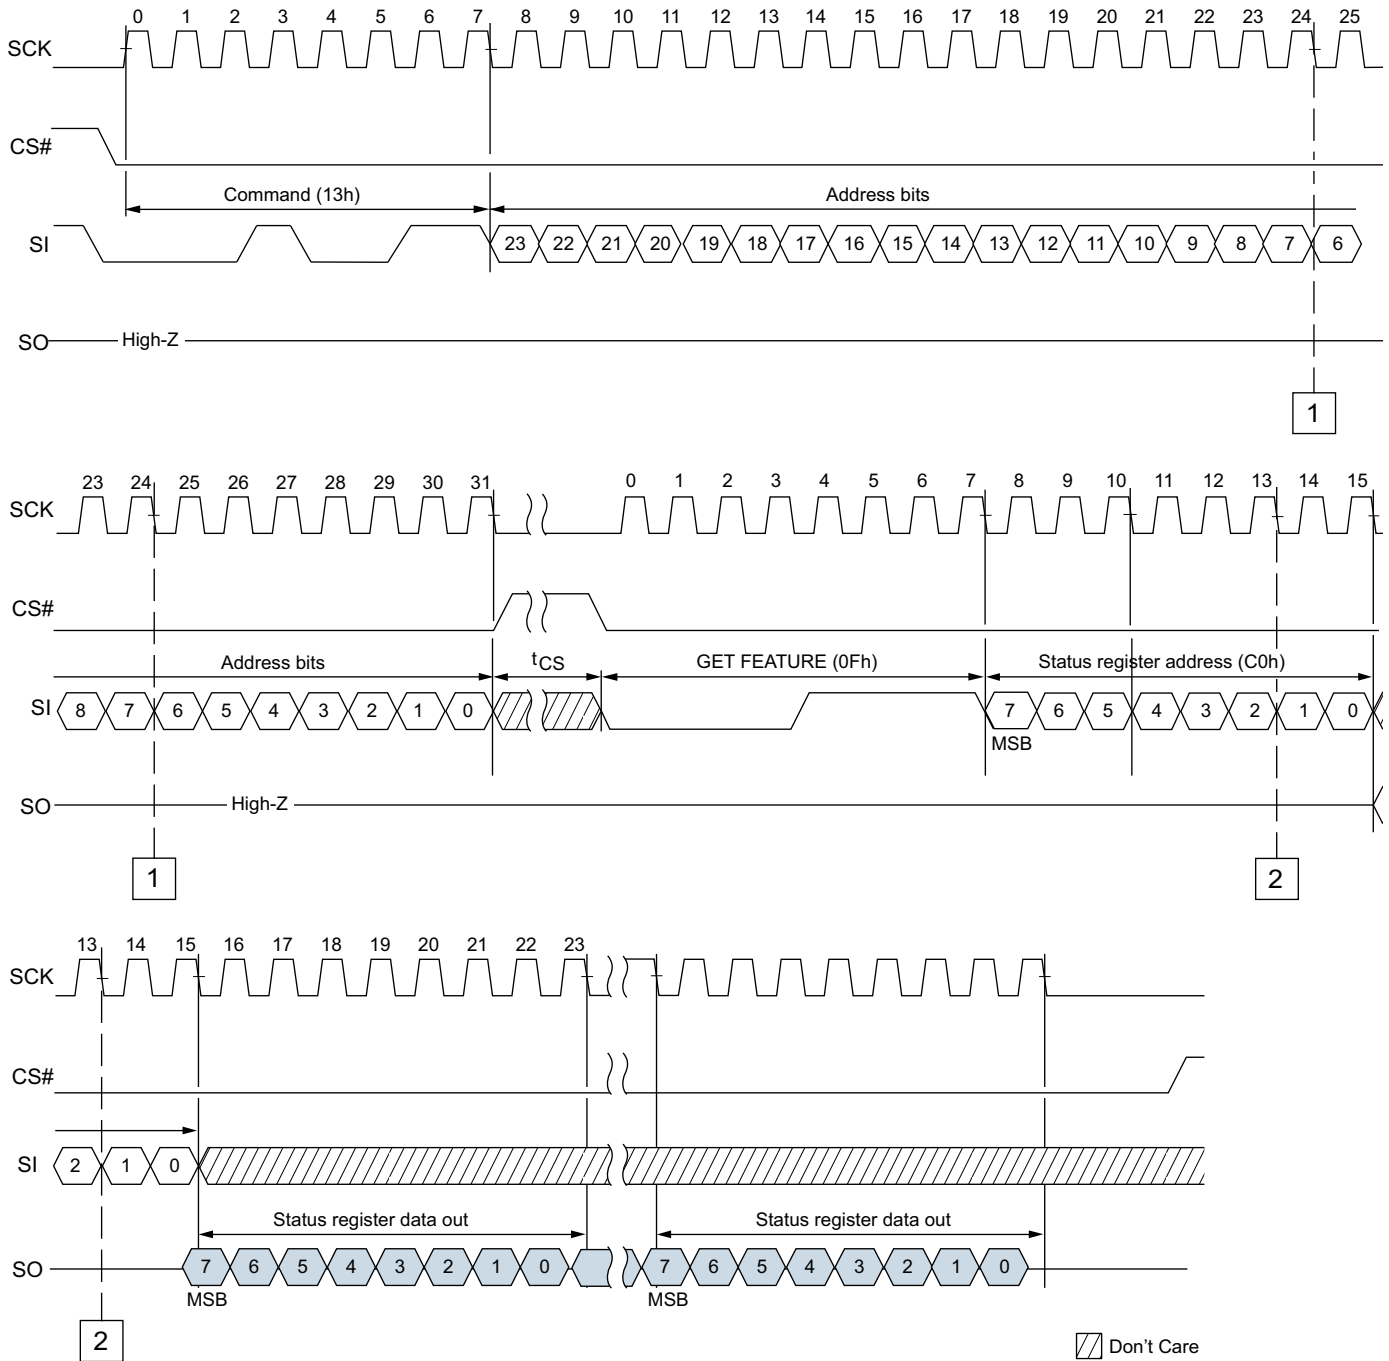 0 1 2 3 4 5 6 7 8 9 10 11 12 13 14 15 16 17 18 19 20 21 22 23 24 25
SCK
CS#
Command (13h) Address bits
SI 23 22 21 20 19 18 17 16 15 14 13 12 11 10 9 8 7 6
SO High-Z
1
23 24 25 26 27 28 29 30 31 0 1 2 3 4 5 6 7 8 9 10 11 12 13 14 15
SCK
CS#
Address bits tCS GET FEATURE (0Fh) Status register address (C0h)
SI 8 7 6 5 4 3 2 1 0 7 6 5 4 3 2 1 0
MSB
SO High-Z
1 2
13 14 15 16 17 18 19 20 21 22 23
SCK
CS#
SI 2 1 0
Status register data out Status register data out
SO 7 6 5 4 3 2 1 0 7 6 5 4 3 2 1 0
MSB MSB
2
Don't Care